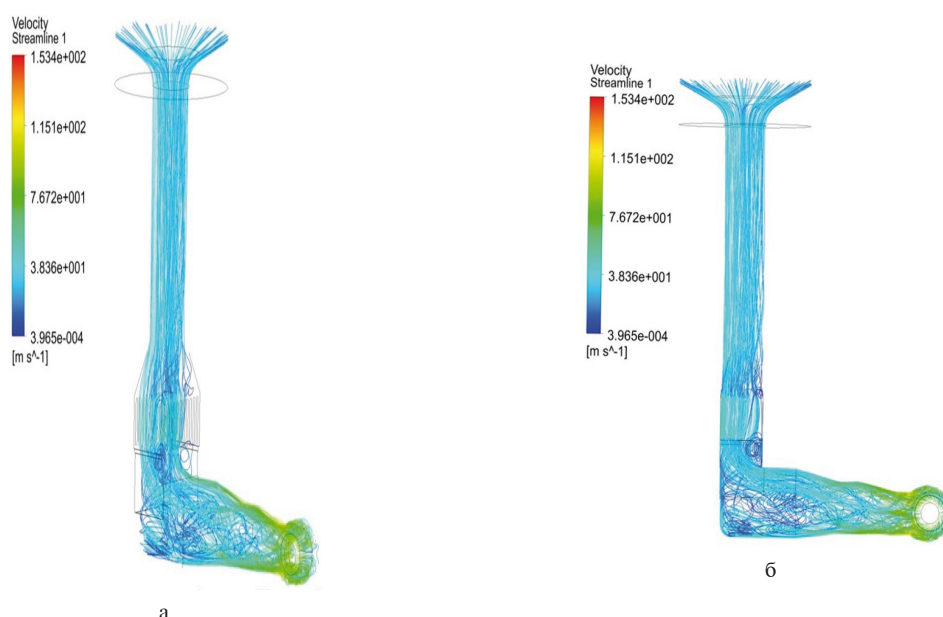 Velocity
Streamline 1
1.534e+002
1.151e+002
7.672e+001
3.836e+001
3.965e-004
[m s^-1]
а
Velocity
Streamline 1
1.534e+002
1.151e+002
7.672e+001
3.836e+001
3.965e-004
[m s^-1]
б